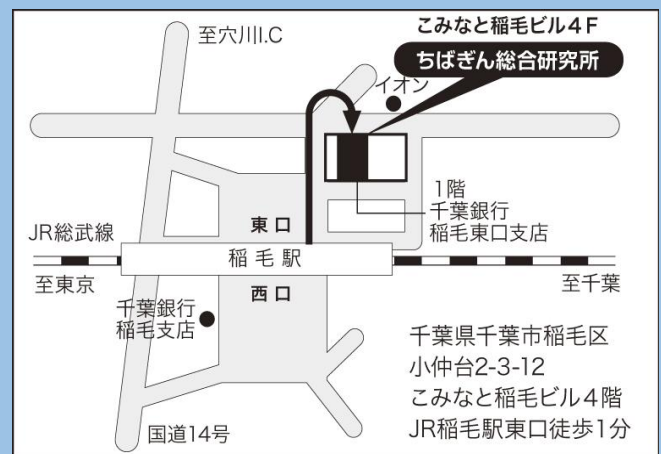 至穴川I.C
こみなと稲毛ビル4F
ちばぎん総合研究所
イオン
1階
千葉銀行
稲毛東口支店
東口
JR総武線
稲毛駅
至東京
至千葉
西口
千葉銀行
稲毛支店
国道14号
千葉県千葉市稲毛区
小仲台2-3-12
こみなと稲毛ビル4階
JR稲毛駅東口徒歩1分